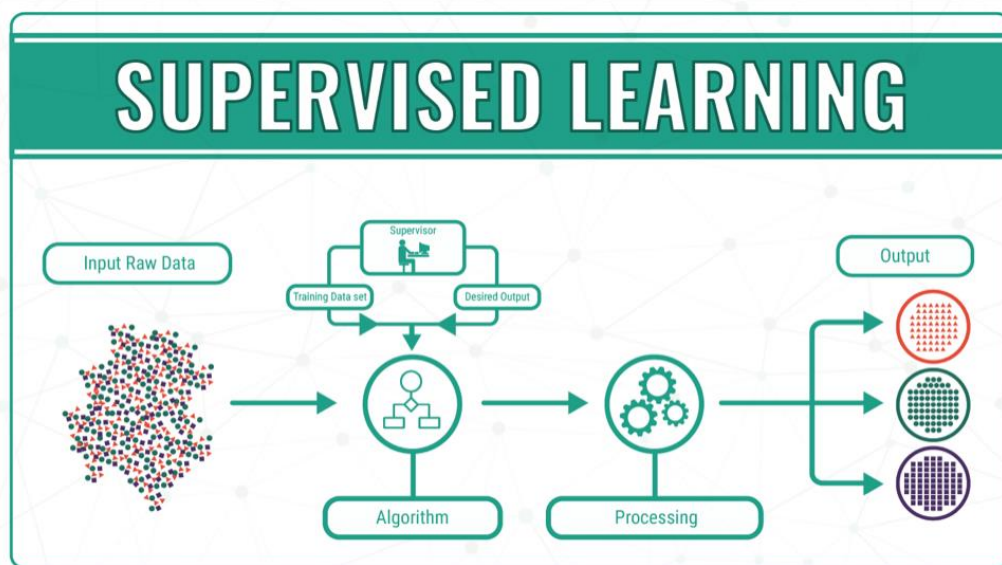 SUPERVISED LEARNING
Input Raw Data
Supervisor
Training Data set
Desired Output
Algorithm
Processing
Output